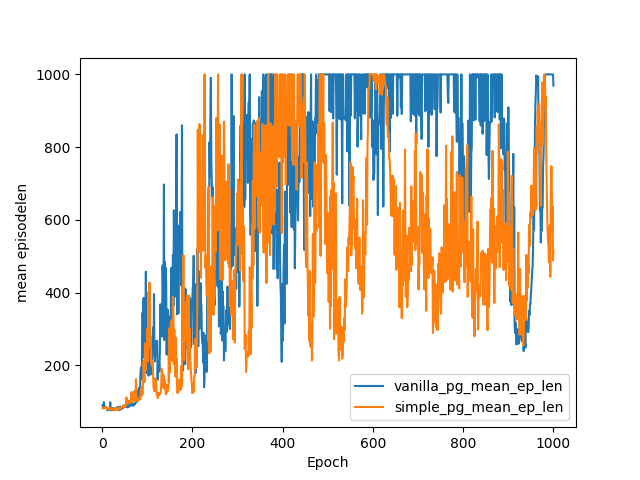 1000
800
600
400
200
mean episodelen
vanilla_pg_mean_ep_len
simple_pg_mean_ep_len
0 200 400 600 800 1000
Epoch